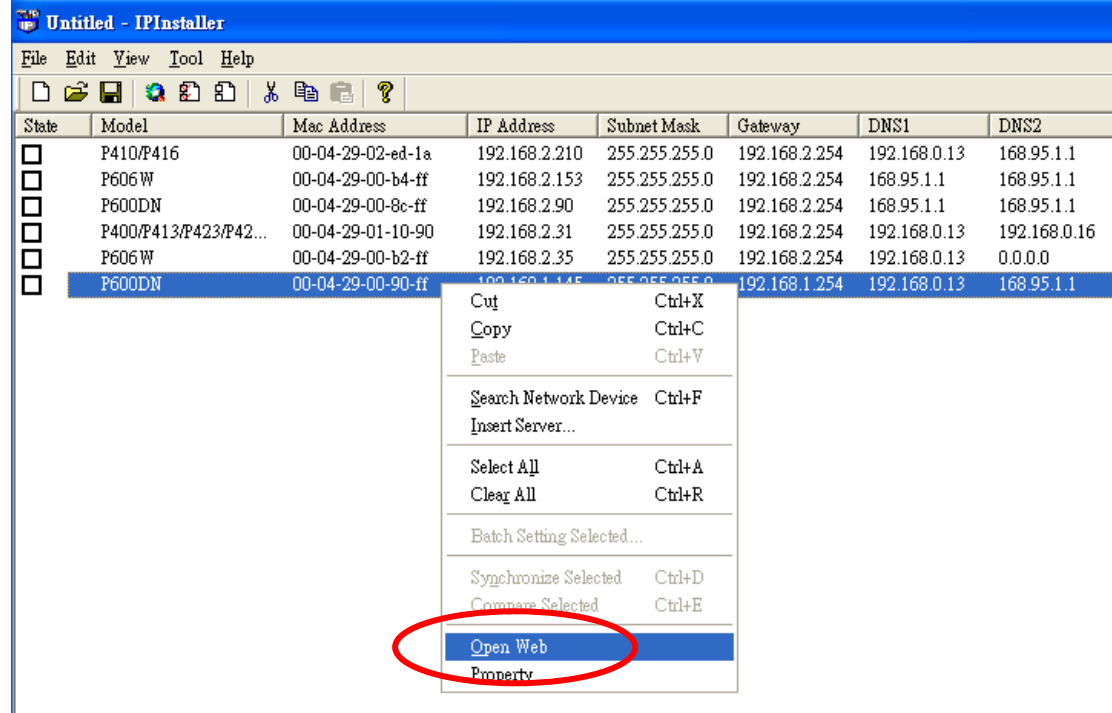 Untitled - IPInstaller
File Edit View Tool Help
State Model Mac Address IP Address Subnet Mask Gateway DNS1 DNS2
P410/P416 00-04-29-02-ed-1a 192.168.2.210 255.255.255.0 192.168.2.254 192.168.0.13 168.95.1.1
P606W 00-04-29-00-b4-ff 192.168.2.153 255.255.255.0 192.168.2.254 168.95.1.1 168.95.1.1
P600DN 00-04-29-00-8c-ff 192.168.2.90 255.255.255.0 192.168.2.254 168.95.1.1 168.95.1.1
P400/P413/P423/P42... 00-04-29-01-10-90 192.168.2.31 255.255.255.0 192.168.2.254 192.168.0.13 192.168.0.16
P606W 00-04-29-00-b2-ff 192.168.2.35 255.255.255.0 192.168.2.254 192.168.0.13 0.0.0.0
P600DN 00-04-29-00-90-ff 192.168.1.145 255.255.255.0 192.168.1.254 192.168.0.13 168.95.1.1
Cut Ctrl+X
Copy Ctrl+C
Paste Ctrl+V
Search Network Device Ctrl+F
Insert Server...
Select All Ctrl+A
Clear All Ctrl+R
Batch Setting Selected...
Synchronize Selected Ctrl+D
Compare Selected Ctrl+E
Open Web
Property